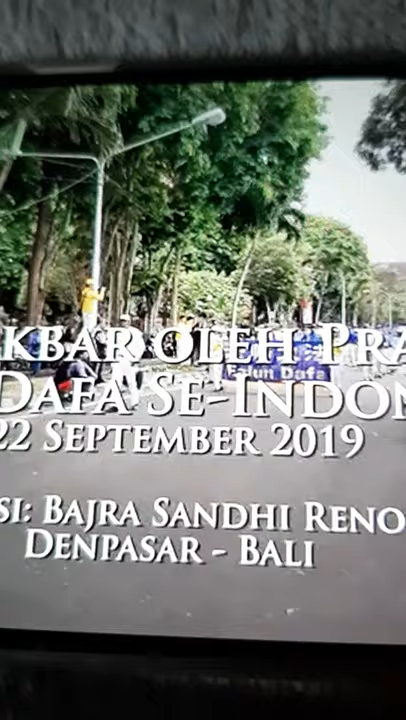 KBAR OLEH PRA
DAFA SE-INDON
22 SEPTEMBER 2019
SI: BAJRA SANDHI RENO
DENPASAR - BALI
Falun Dafa